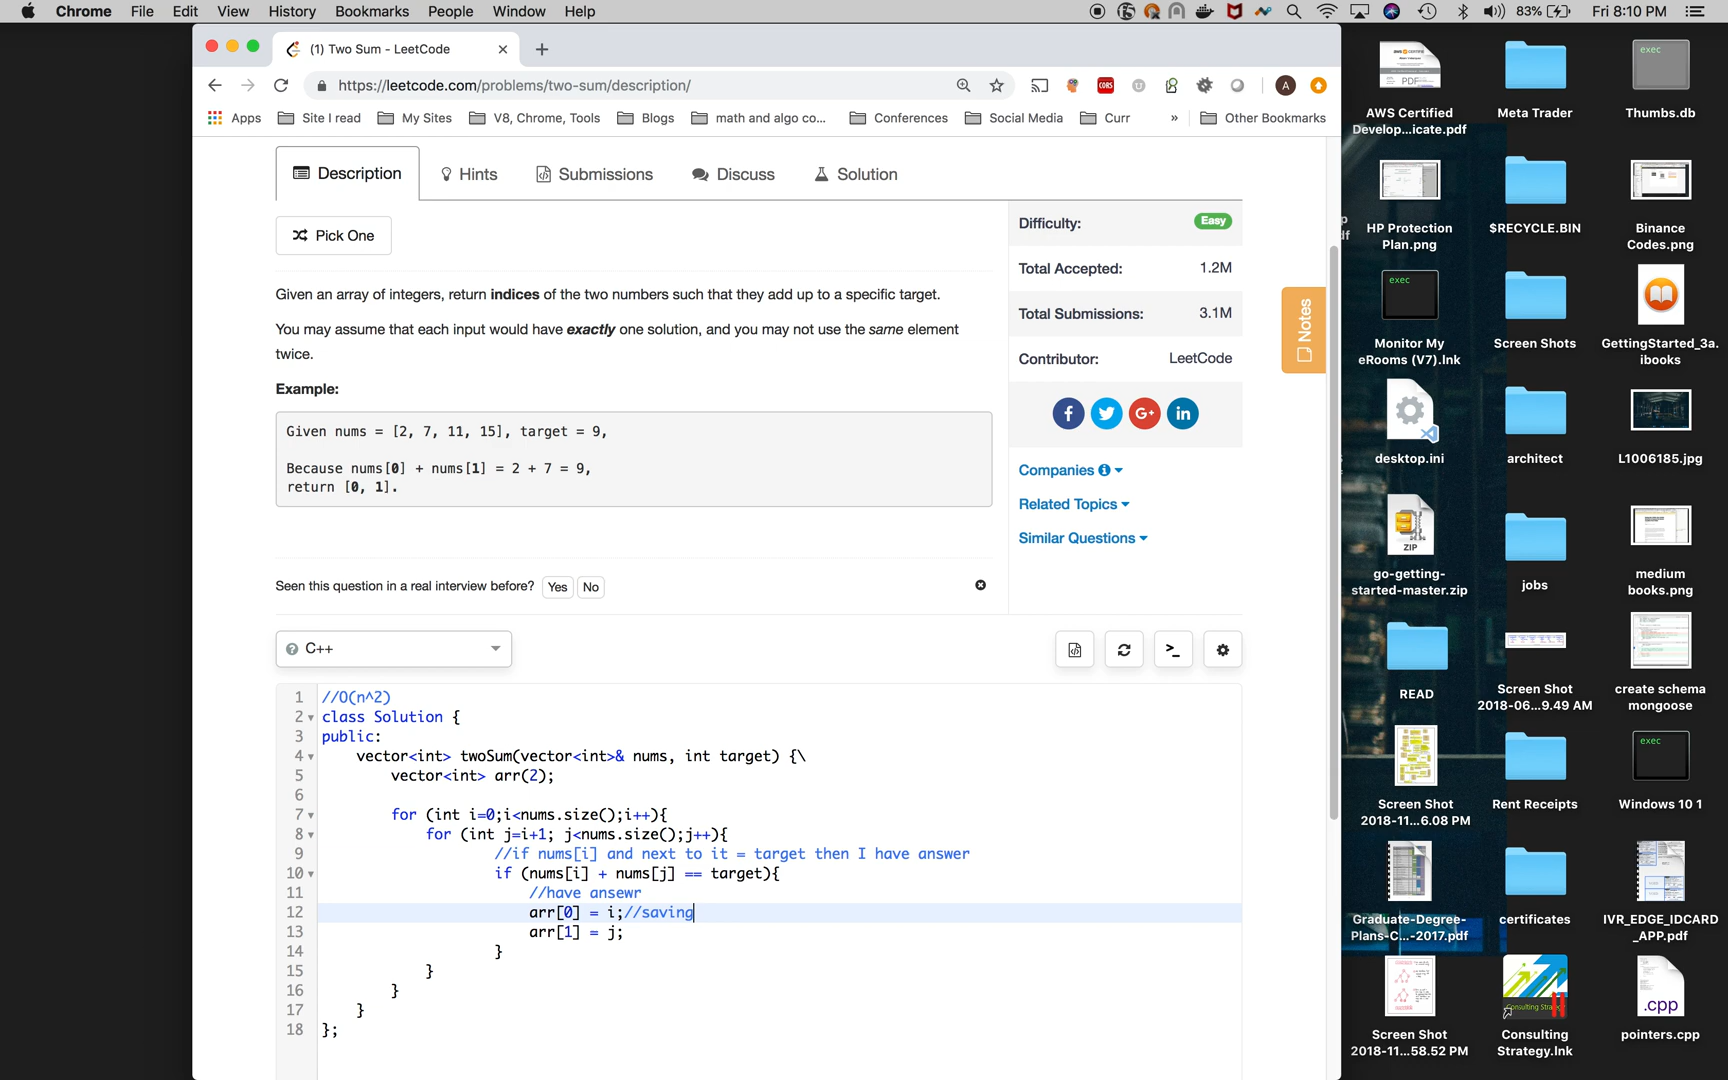 Chrome File Edit View History Bookmarks People Window Help
83% Fri 8:10 PM
(1) Two Sum - LeetCode
https://leetcode.com/problems/two-sum/description/
CORS
A
Apps Site I read My Sites V8, Chrome, Tools Blogs math and algo co... Conferences Social Media Curr » Other Bookmarks
Description Hints Submissions Discuss Solution
Pick One
Given an array of integers, return indices of the two numbers such that they add up to a specific target.
You may assume that each input would have exactly one solution, and you may not use the same element
twice.
Example:
Given nums = [2, 7, 11, 15], target = 9,
Because nums[0] + nums[1] = 2 + 7 = 9,
return [0, 1].
Seen this question in a real interview before? Yes No
Difficulty: Easy
Total Accepted: 1.2M
Total Submissions: 3.1M
Contributor: LeetCode
Companies
Related Topics
Similar Questions
Notes
C++
1 //O(n^2)
2 class Solution {
3 public:
4 vector<int> twoSum(vector<int>& nums, int target) {\
5 vector<int> arr(2);
6
7 for (int i=0;i<nums.size();i++){
8 for (int j=i+1; j<nums.size();j++){
9 //if nums[i] and next to it = target then I have answer
10 if (nums[i] + nums[j] == target){
11 //have ansewr
12 arr[0] = i;//saving
13 arr[1] = j;
14 }
15 }
16 }
17 }
18 };
AWS Certified
Develop...icate.pdf
Meta Trader
exec
Thumbs.db
HP Protection
Plan.png
$RECYCLE.BIN
Binance
Codes.png
exec
Monitor My
eRooms (V7).lnk
Screen Shots
GettingStarted_3a.
ibooks
desktop.ini
architect
L1006185.jpg
ZIP
go-getting-
started-master.zip
jobs
medium
books.png
READ
Screen Shot
2018-06...9.49 AM
create schema
mongoose
Screen Shot
2018-11...6.08 PM
Rent Receipts
exec
Windows 10 1
Graduate-Degree-
Plans-C...-2017.pdf
certificates
IVR_EDGE_IDCARD
_APP.pdf
Screen Shot
2018-11...58.52 PM
Consulting
Strategy.lnk
.cpp
pointers.cpp